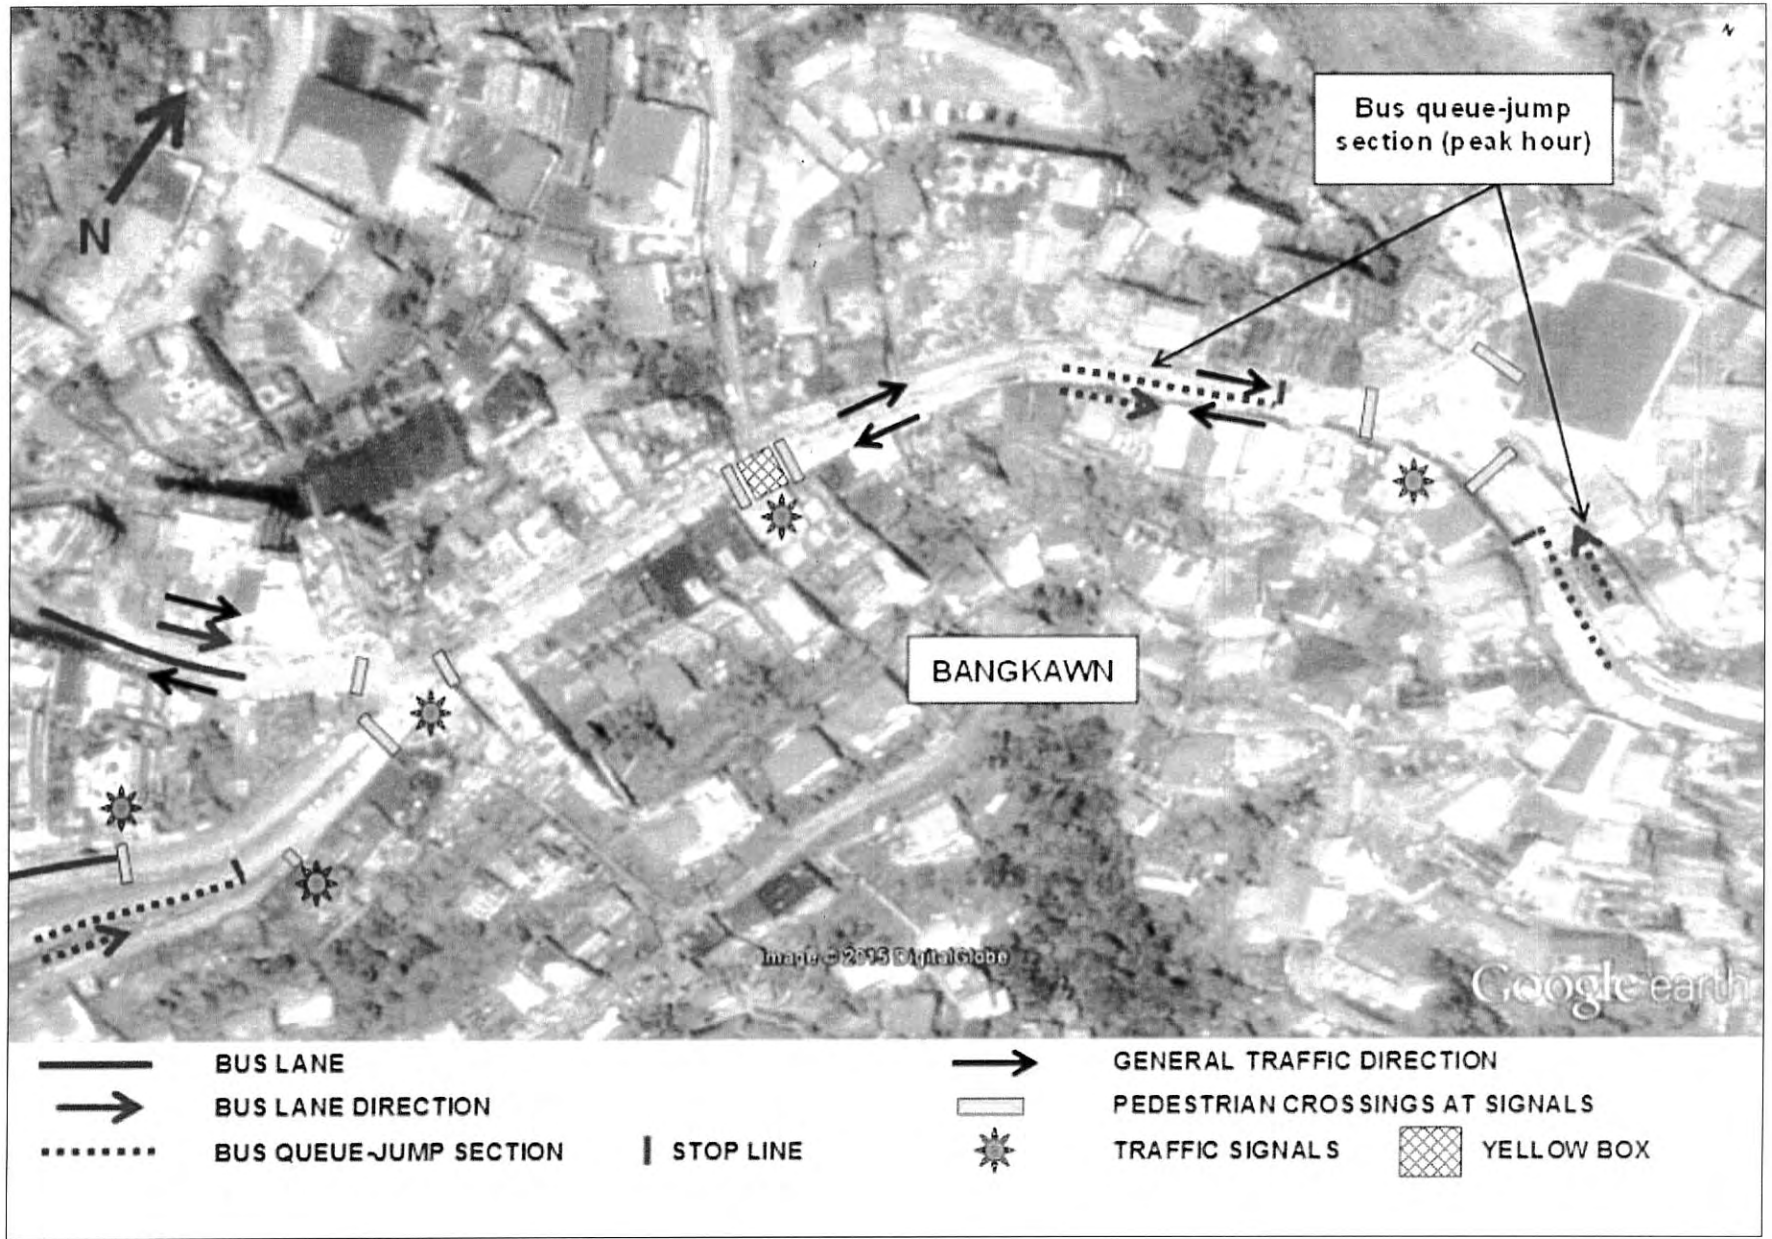 N
Bus queue-jump
section (peak hour)
N
BANGKAWN
Image © 2015 DigitalGlobe
Google earth
BUS LANE
GENERAL TRAFFIC DIRECTION
BUS LANE DIRECTION
PEDESTRIAN CROSSINGS AT SIGNALS
BUS QUEUE-JUMP SECTION
STOP LINE
TRAFFIC SIGNALS
YELLOW BOX